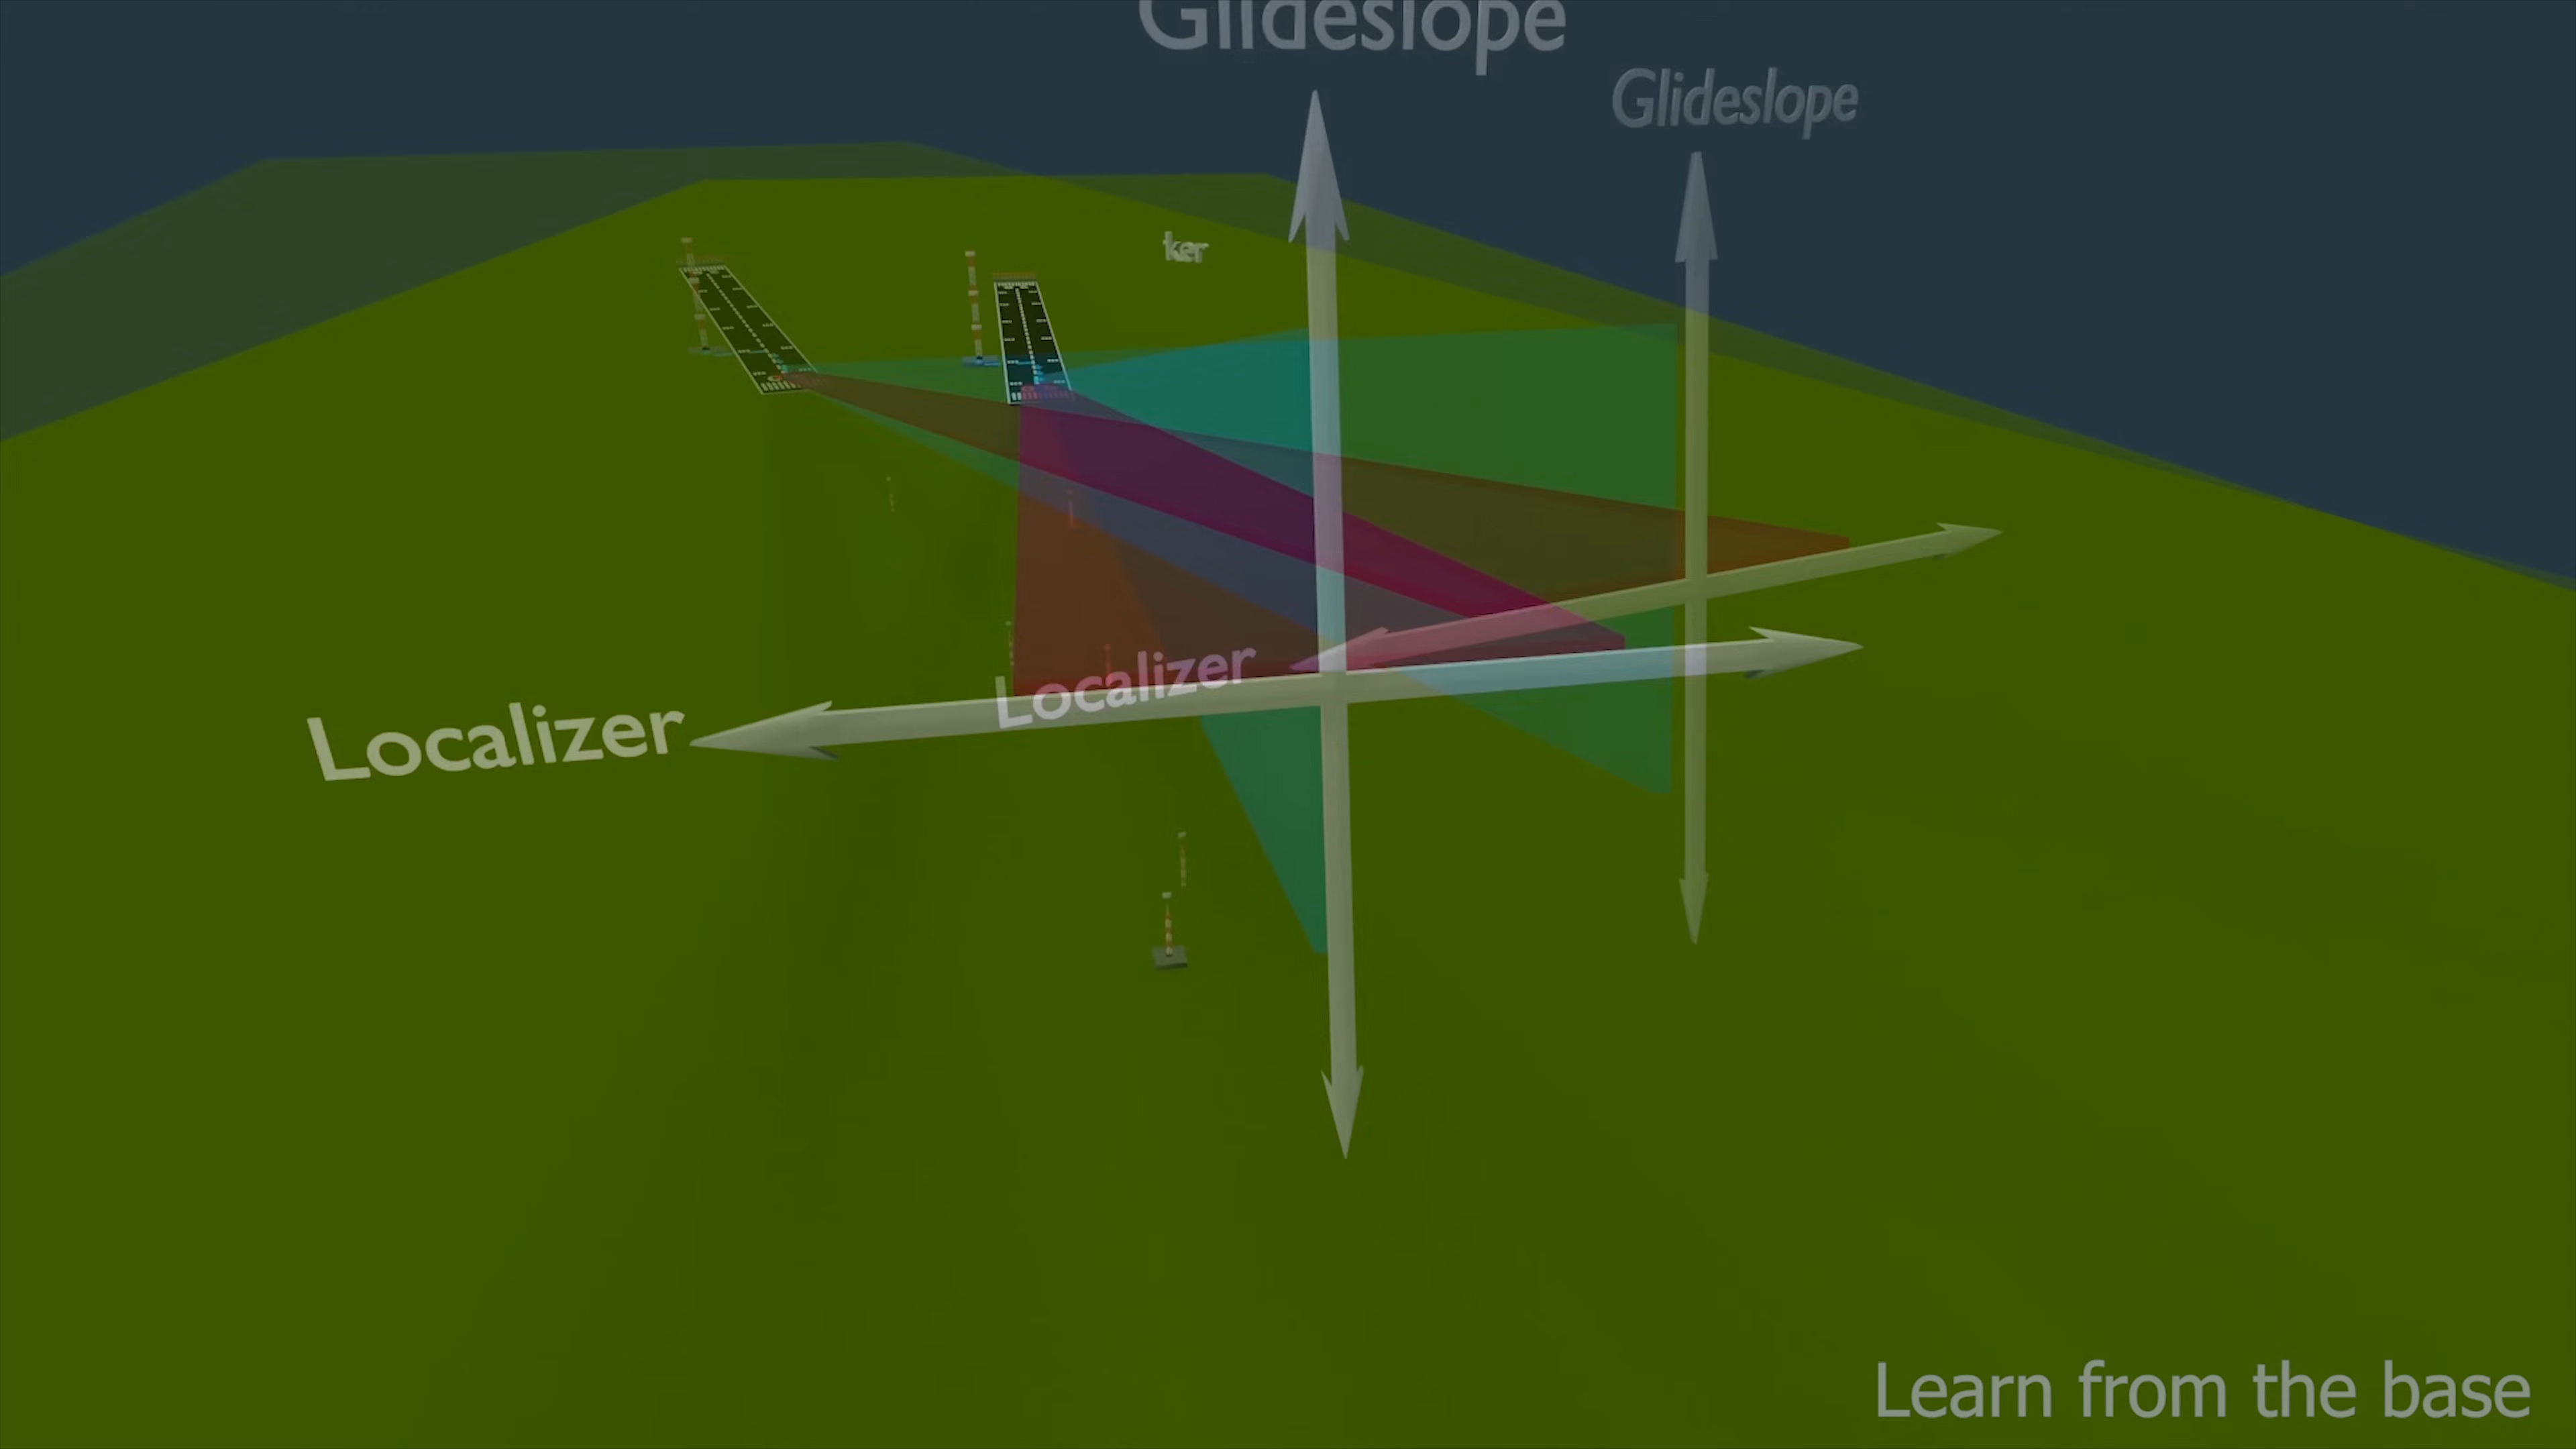 Glideslope
Glideslope
ker
Localizer
Localizer
Learn from the base